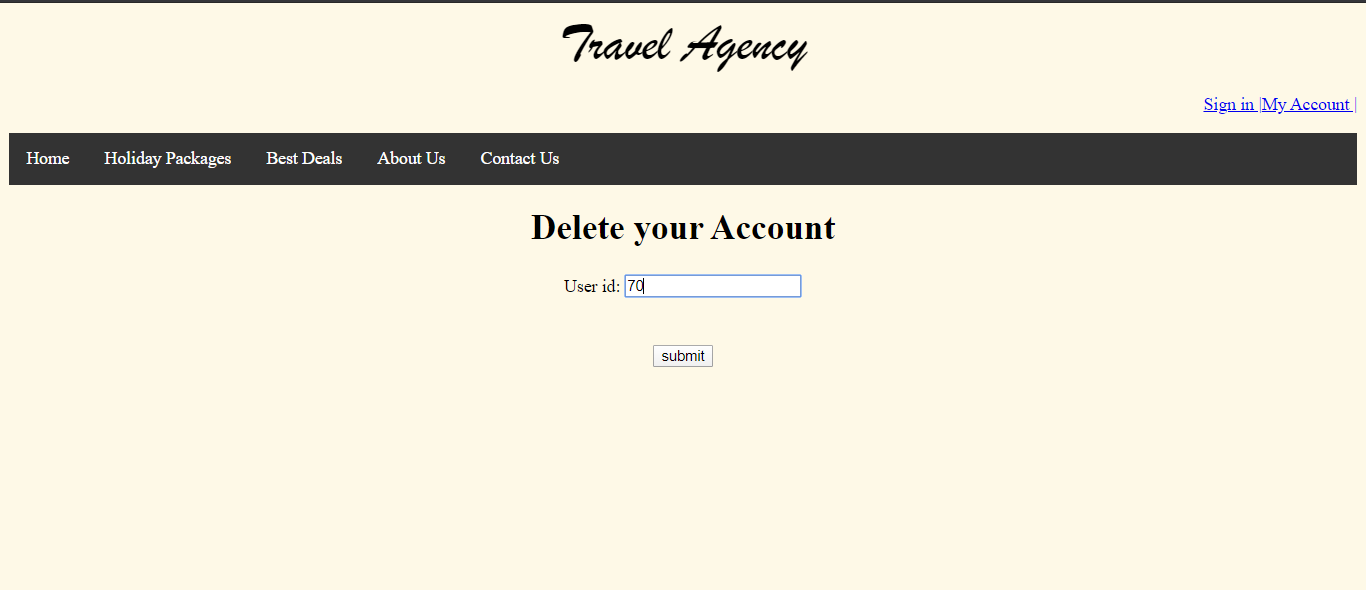 Travel Agency
Sign in |My Account |
Home Holiday Packages Best Deals About Us Contact Us
Delete your Account
User id: 70
submit